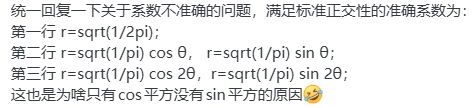 统一回复一下关于系数不准确的问题，满足标准正交性的准确系数为：
第一行 r=sqrt(1/2pi)；
第二行 r=sqrt(1/pi) cos θ， r=sqrt(1/pi) sin θ；
第三行 r=sqrt(1/pi) cos 2θ，r=sqrt(1/pi) sin 2θ；
这也是为啥只有cos平方没有sin平方的原因🤣